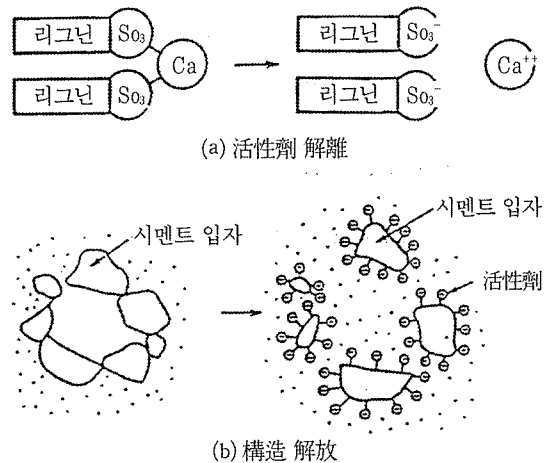 리그닌 So₃ 리그닌 So₃⁻
Ca Ca⁺⁺
리그닌 So₃ 리그닌 So₃⁻
(a) 活性劑 解離
시멘트 입자
시멘트 입자
活性劑
(b) 構造 解放